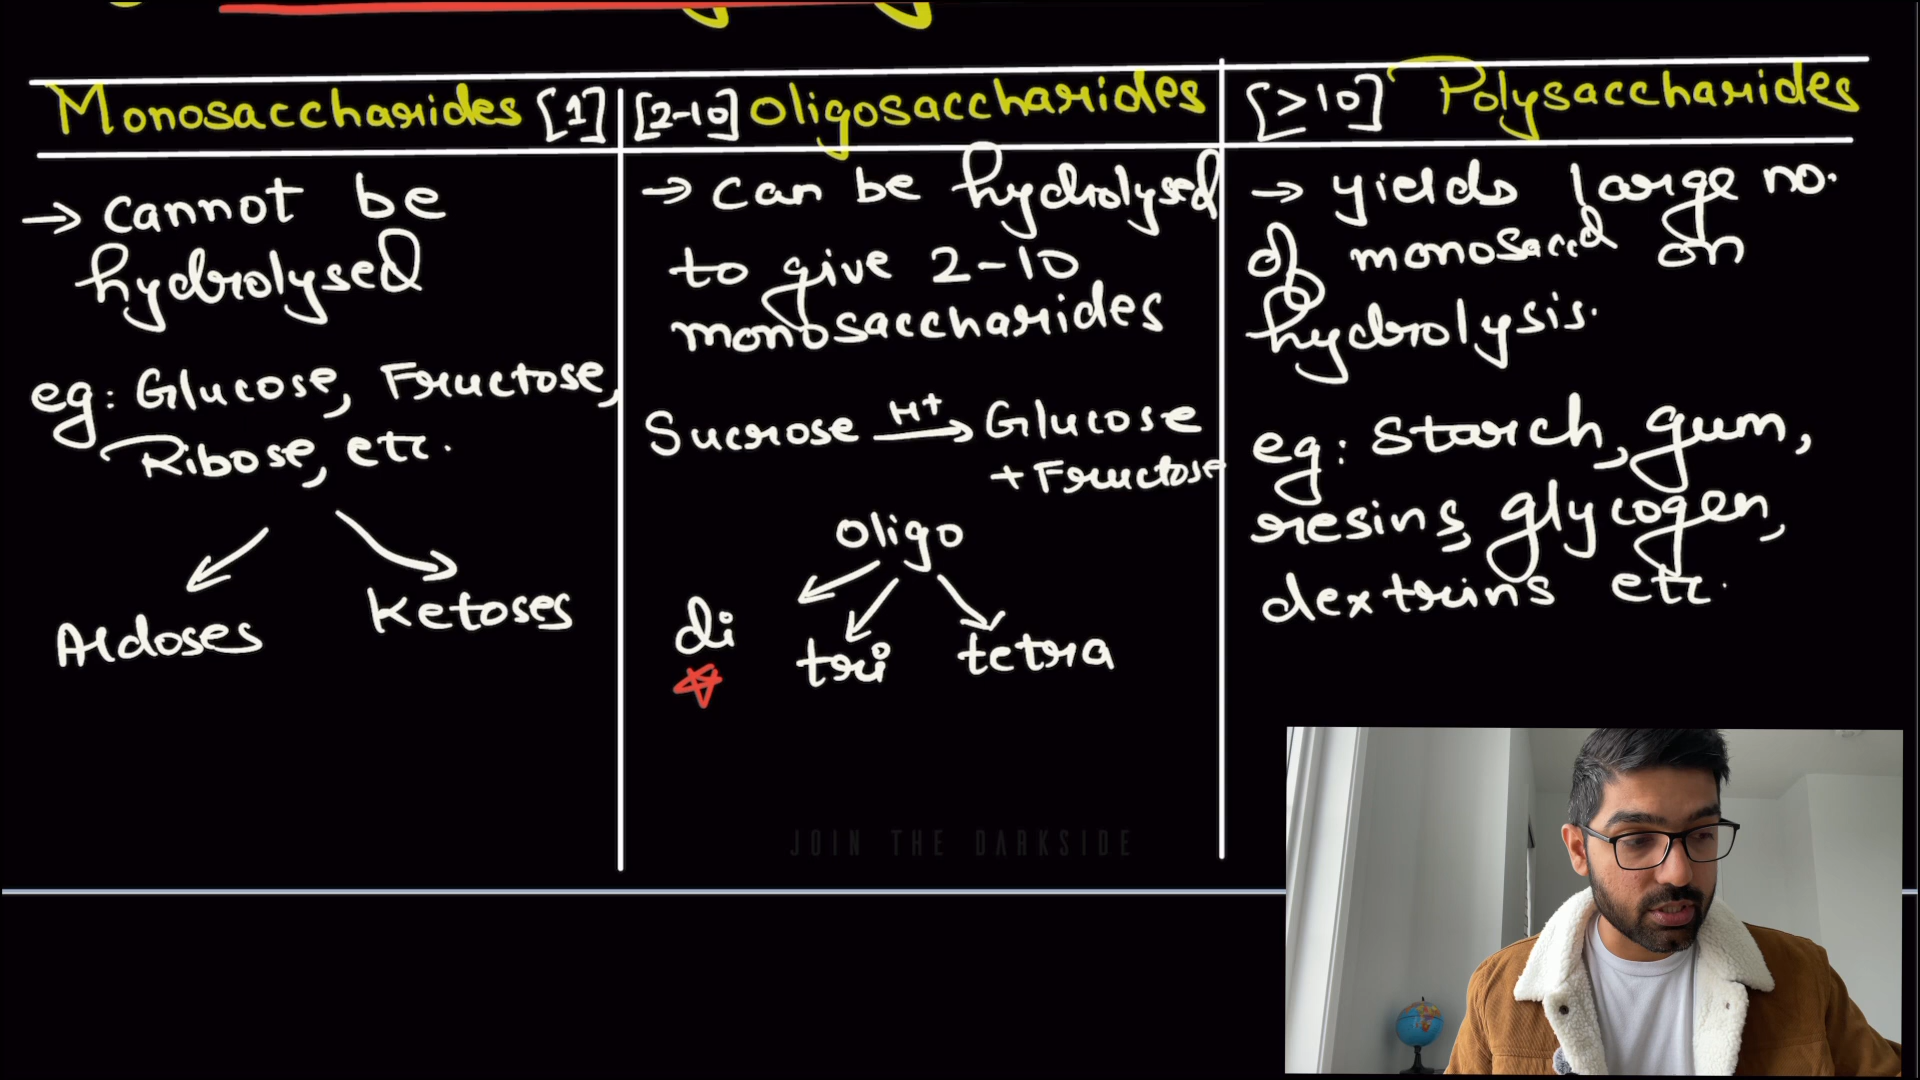 Monosaccharides [1]
[2-10] Oligosaccharides
[>10] Polysaccharides
→ cannot be
hydrolysed
eg: Glucose, Fructose,
Ribose, etc.
Aldoses
Ketoses
→ can be hydrolysed
to give 2-10
monosaccharides
Sucrose H+ → Glucose
+ Fructose
oligo
di
tri
tetra
→ yields large no.
of monosaccd on
hydrolysis.
eg: starch, gum,
resins, glycogen,
dextrins etc.
JOIN THE DARKSIDE